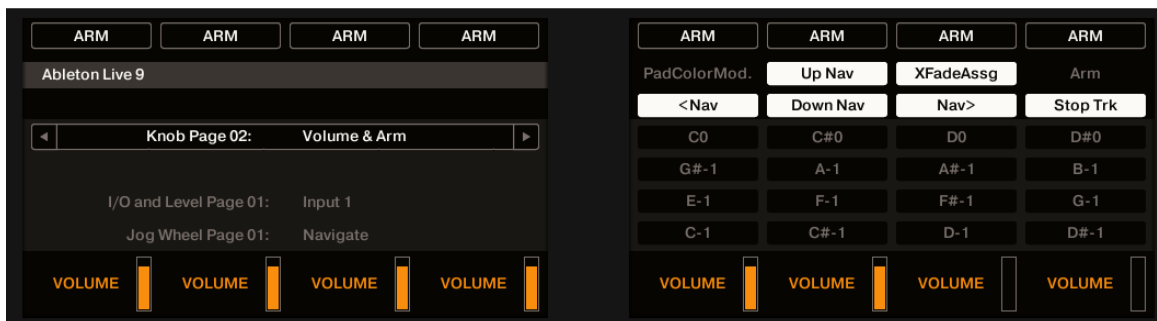 ARM ARM ARM ARM
Ableton Live 9
Knob Page 02: Volume & Arm
I/O and Level Page 01: Input 1
Jog Wheel Page 01: Navigate
VOLUME VOLUME VOLUME VOLUME
ARM ARM ARM ARM
PadColorMod. Up Nav XFadeAssg Arm
<Nav Down Nav Nav> Stop Trk
C0 C#0 D0 D#0
G#-1 A-1 A#-1 B-1
E-1 F-1 F#-1 G-1
C-1 C#-1 D-1 D#-1
VOLUME VOLUME VOLUME VOLUME